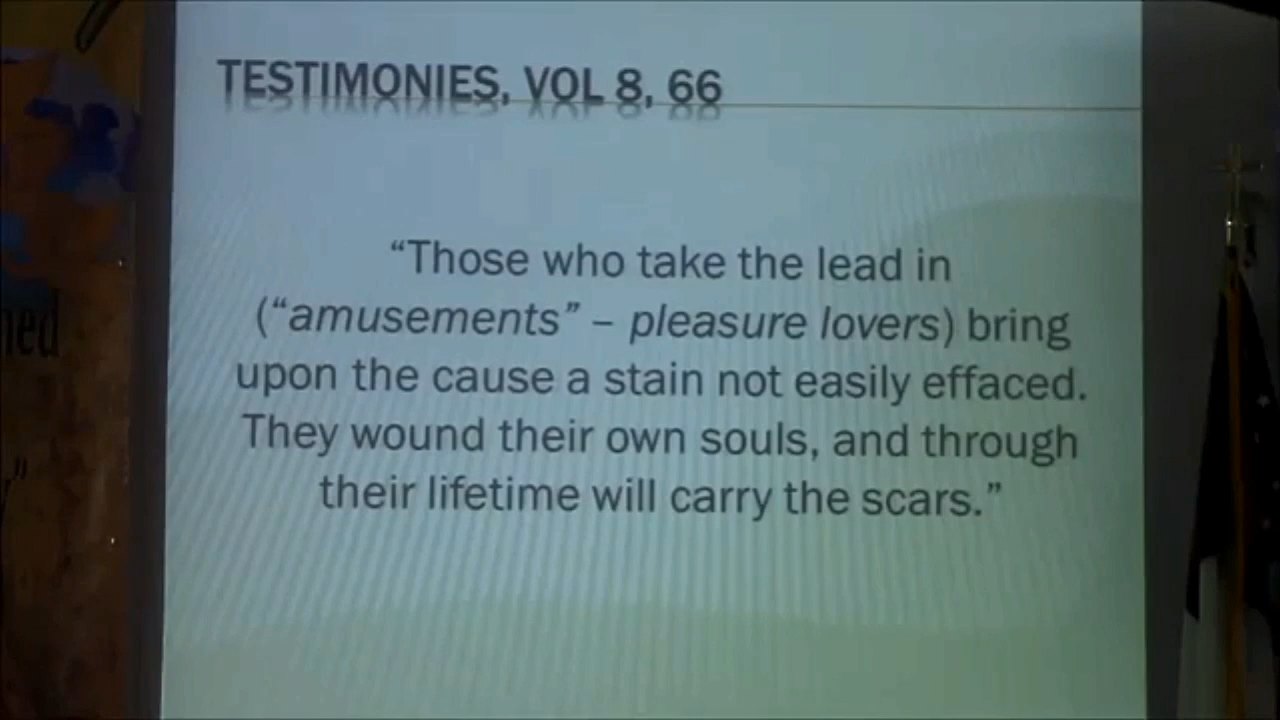 TESTIMONIES, VOL 8, 66
“Those who take the lead in
(“amusements” – pleasure lovers) bring
upon the cause a stain not easily effaced.
They wound their own souls, and through
their lifetime will carry the scars.”